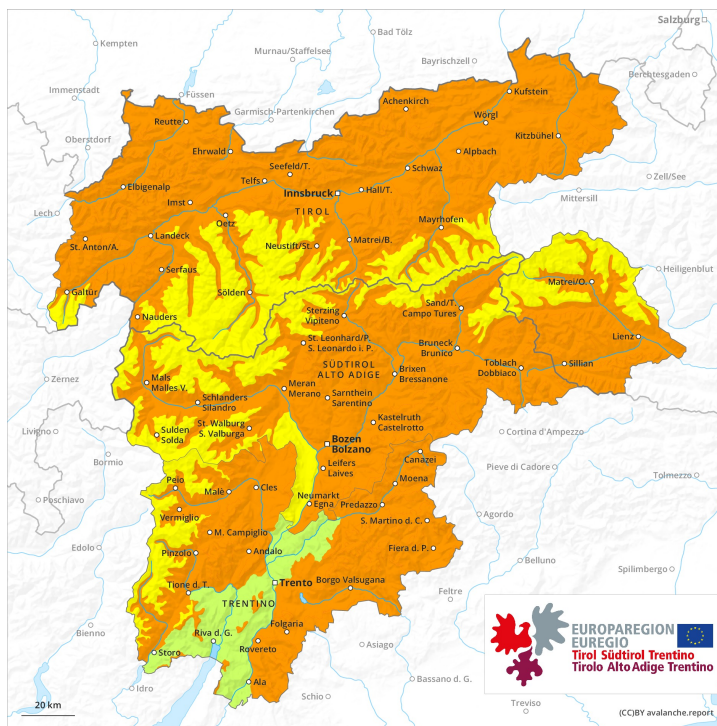 Salzburg
Kempten
Bad Tölz
Murnau/Staffelsee
Bayrischzell
Berchtesgaden
Immenstadt
Füssen
Garmisch-Partenkirchen
Achenkirch
Kufstein
Reutte
Wörgl
Oberstdorf
Ehrwald
Kitzbühel
Alpbach
Seefeld/T.
Schwaz
Telfs
Zell/See
Elbigenalp
Innsbruck
Hall/T.
Mittersill
Imst
TIROL
Lech
Oetz
Mayrhofen
Landeck
Neustift/St.
Matrei/B.
St. Anton/A.
Serfaus
Heiligenblut
Matrei/O.
Galtür
Sölden
Sand/T.
Campo Tures
Nauders
Sterzing
Vipiteno
Lienz
St. Leonhard/P.
S. Leonardo i. P.
Bruneck
Brunico
Toblach
Dobbiaco
Sillian
SÜDTIROL
ALTO ADIGE
Brixen
Bressanone
Zernez
Mals
Malles V.
Meran
Merano
Sarnthein
Sarentino
Schlanders
Silandro
Kastelruth
Castelrotto
St. Walburg
S. Valburga
Livigno
Sulden
Solda
Cortina d'Ampezzo
Bozen
Bolzano
Bormio
Canazei
Leifers
Laives
Pieve di Cadore
Tolmezzo
Peio
Malè
Cles
Moena
Poschiavo
Neumarkt
Egna
Predazzo
Vermiglio
Agordo
S. Martino d. C.
M. Campiglio
Edolo
Pinzolo
Andalo
Fiera d. P.
Belluno
Spilimbergo
Trento
Borgo Valsugana
Tione d. T.
Feltre
TRENTINO
Bienno
Folgaria
Riva d. G.
Rovereto
Asiago
Storo
Ala
Bassano d. G.
Idro
Schio
Treviso
EUROPAREGION
EUREGIO
Tirol Südtirol Trentino
Tirolo Alto Adige Trentino
20 km
(CC)BY avalanche.report